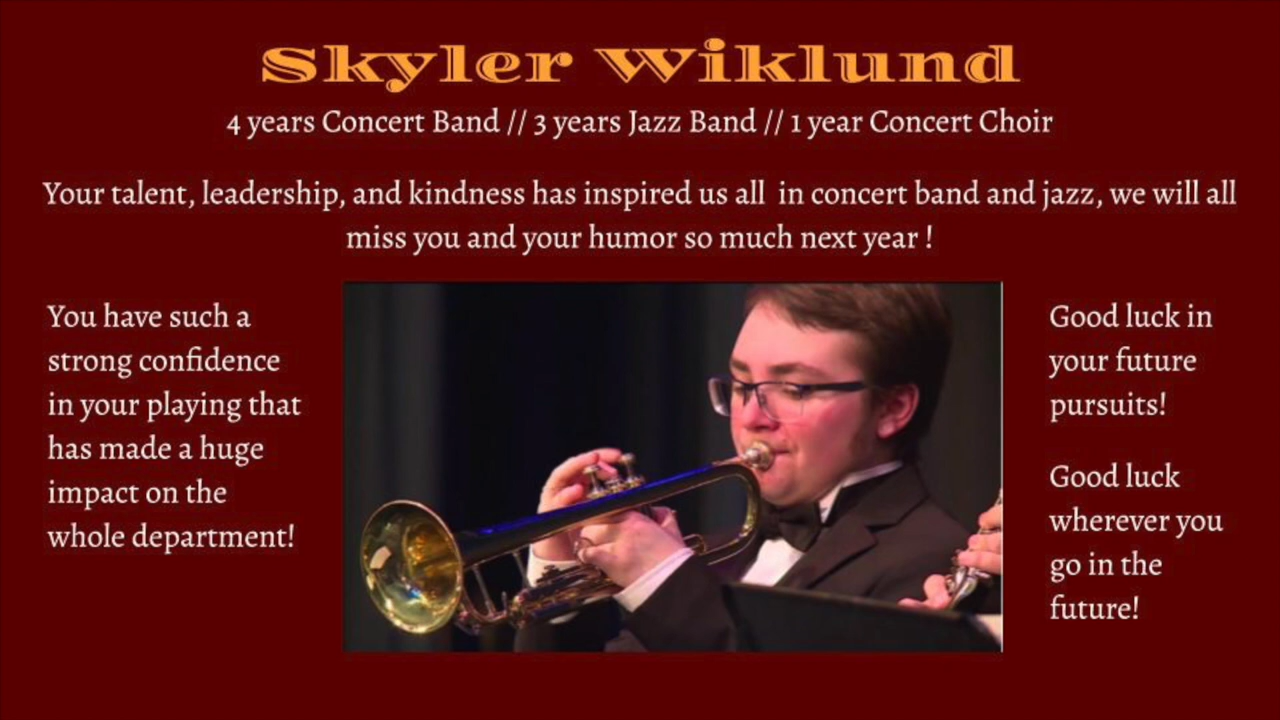 Skyler Wiklund
4 years Concert Band // 3 years Jazz Band // 1 year Concert Choir
Your talent, leadership, and kindness has inspired us all  in concert band and jazz, we will all
miss you and your humor so much next year !
You have such a
strong confidence
in your playing that
has made a huge
impact on the
whole department!
Good luck in
your future
pursuits!
Good luck
wherever you
go in the
future!